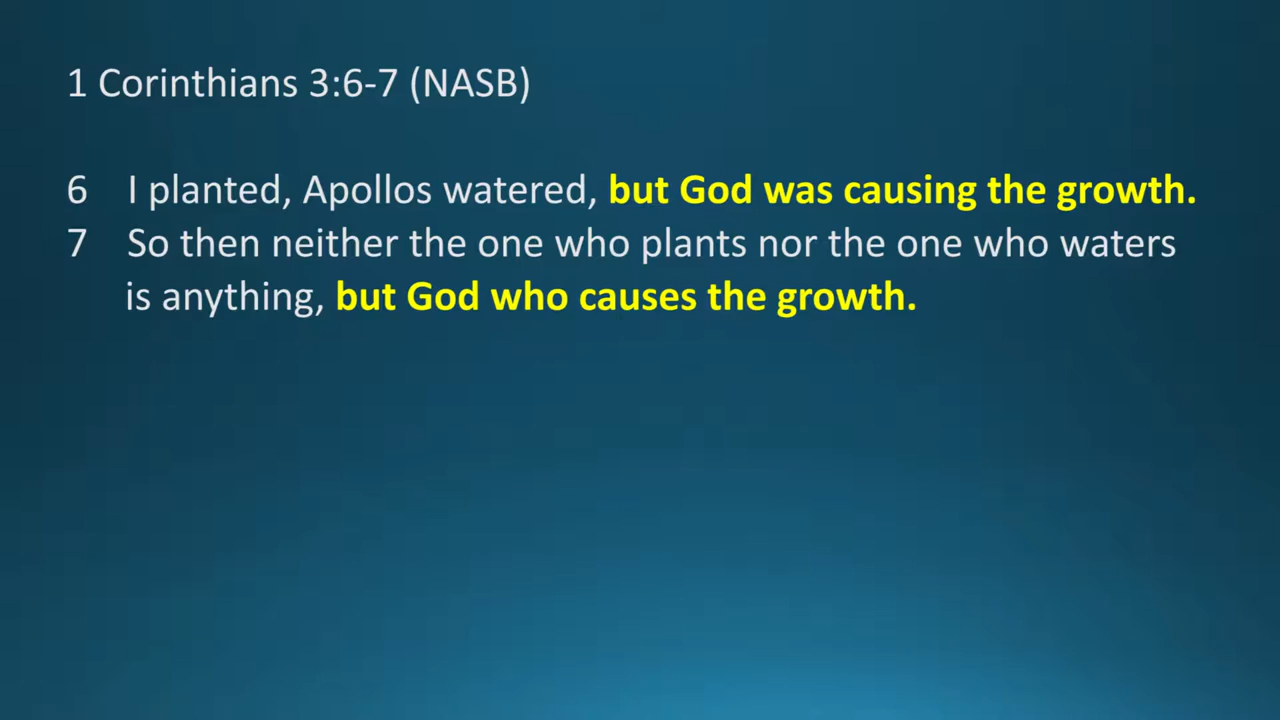 1 Corinthians 3:6-7 (NASB)
6 I planted, Apollos watered, but God was causing the growth.
7 So then neither the one who plants nor the one who waters
is anything, but God who causes the growth.